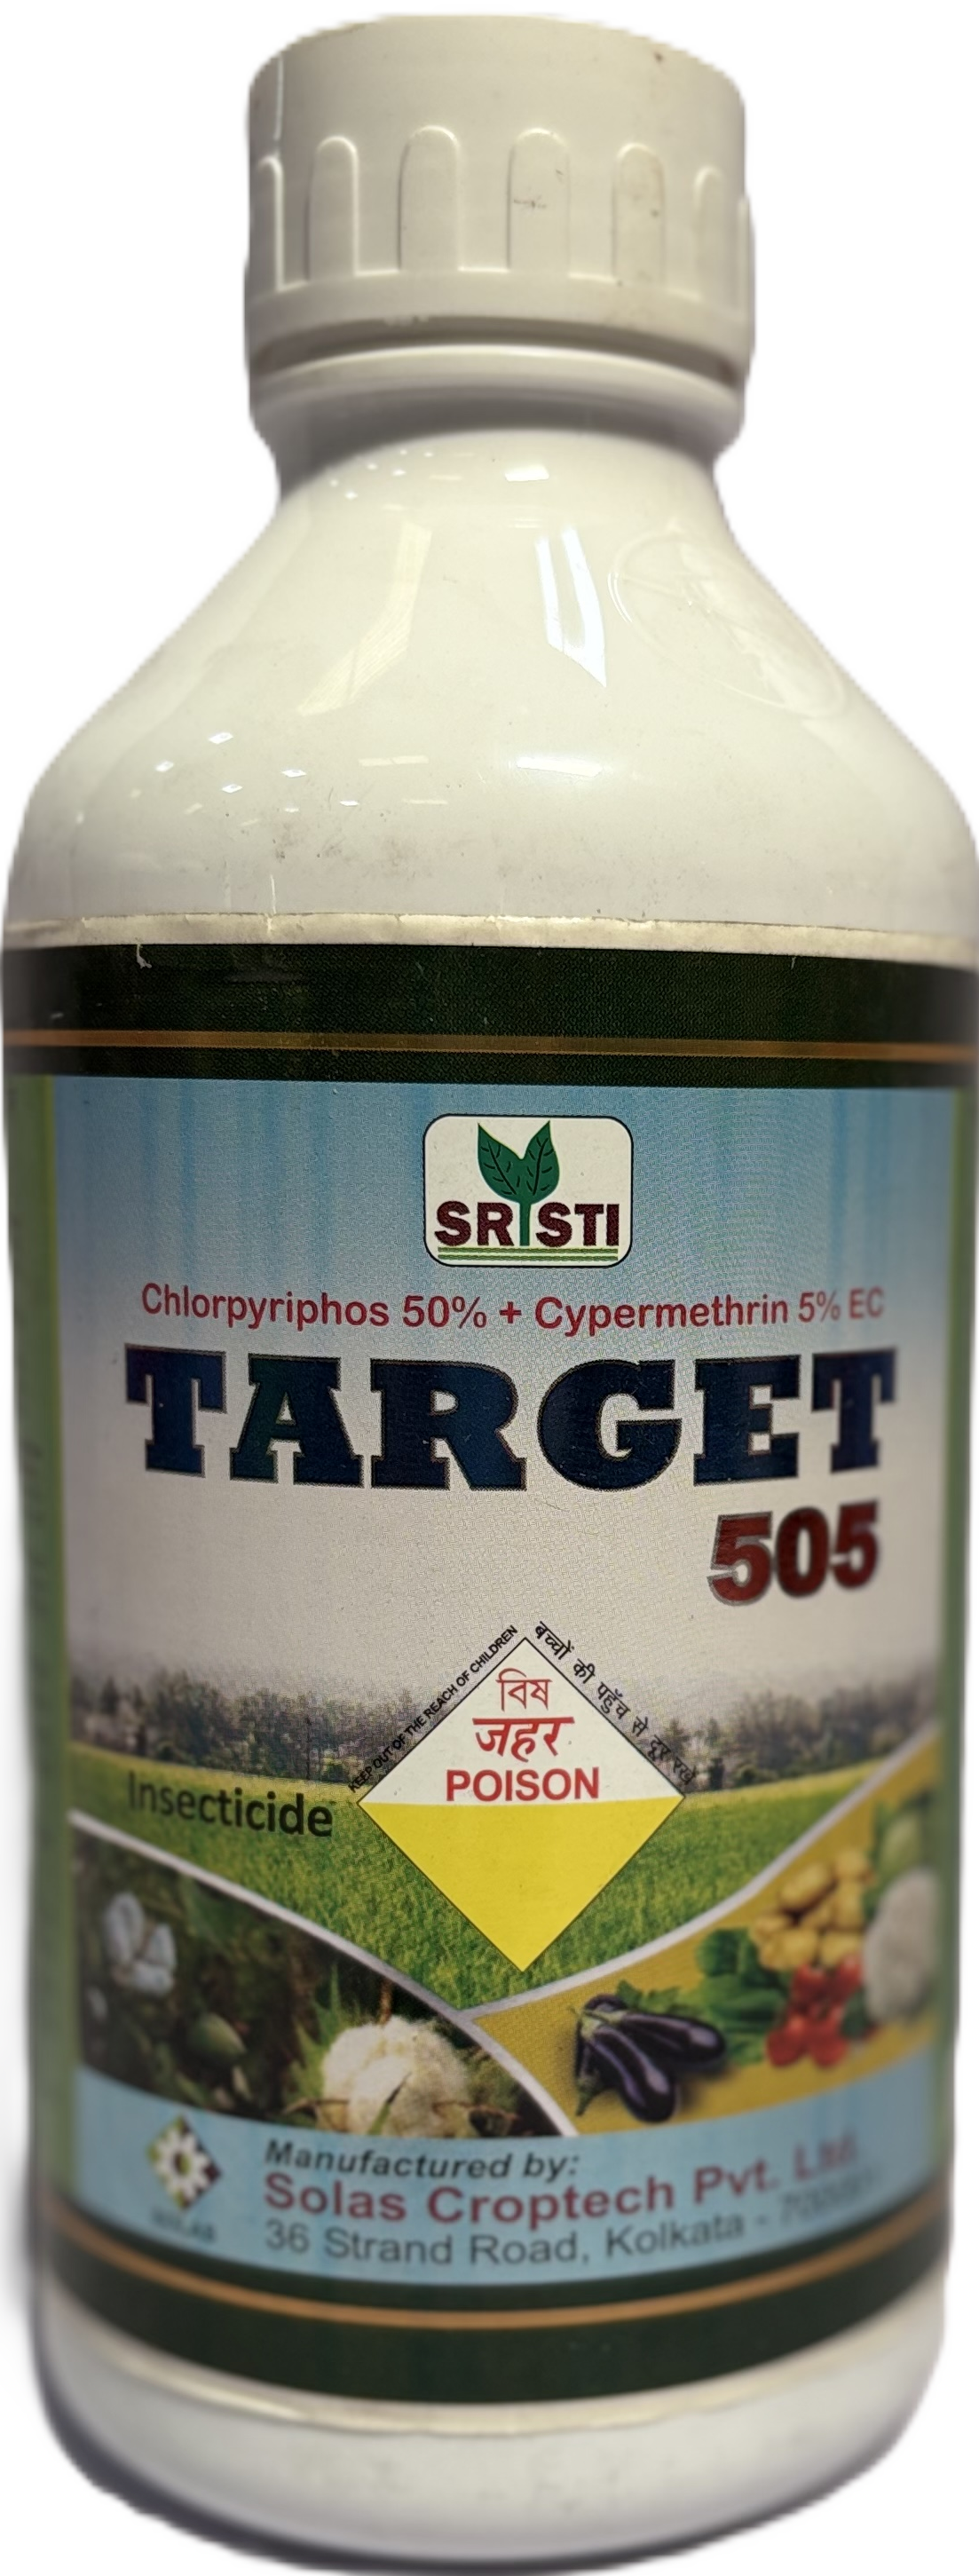 SRISTI
Chlorpyriphos 50% + Cypermethrin 5% EC
TARGET
505
KEEP OUT OF THE REACH OF CHILDREN
बच्चों की पहुँच से दूर रखें
विष
जहर
POISON
Insecticide
Manufactured by:
Solas Croptech Pvt. Ltd.
36 Strand Road, Kolkata -